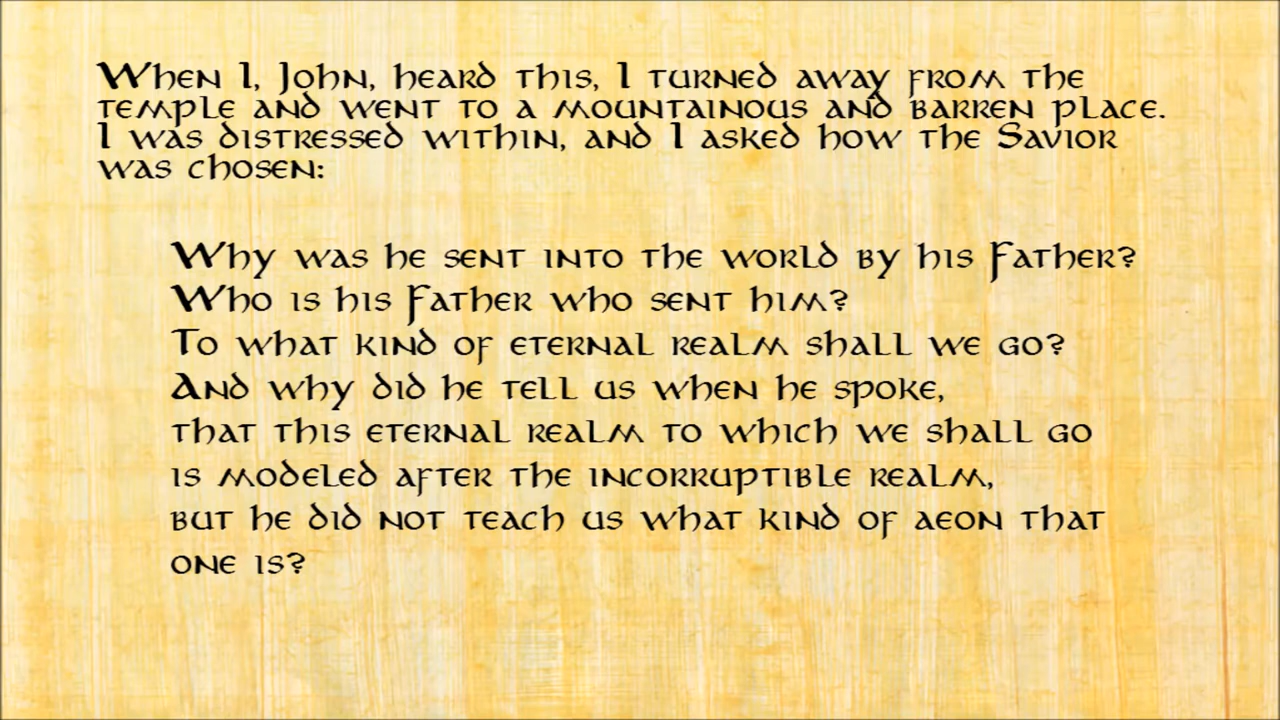 When I, John, heard this, I turned away from the
temple and went to a mountainous and barren place.
I was distressed within, and I asked how the Savior
was chosen:
Why was he sent into the world by his Father?
Who is his Father who sent him?
To what kind of eternal realm shall we go?
And why did he tell us when he spoke,
that this eternal realm to which we shall go
is modeled after the incorruptible realm,
but he did not teach us what kind of aeon that
one is?